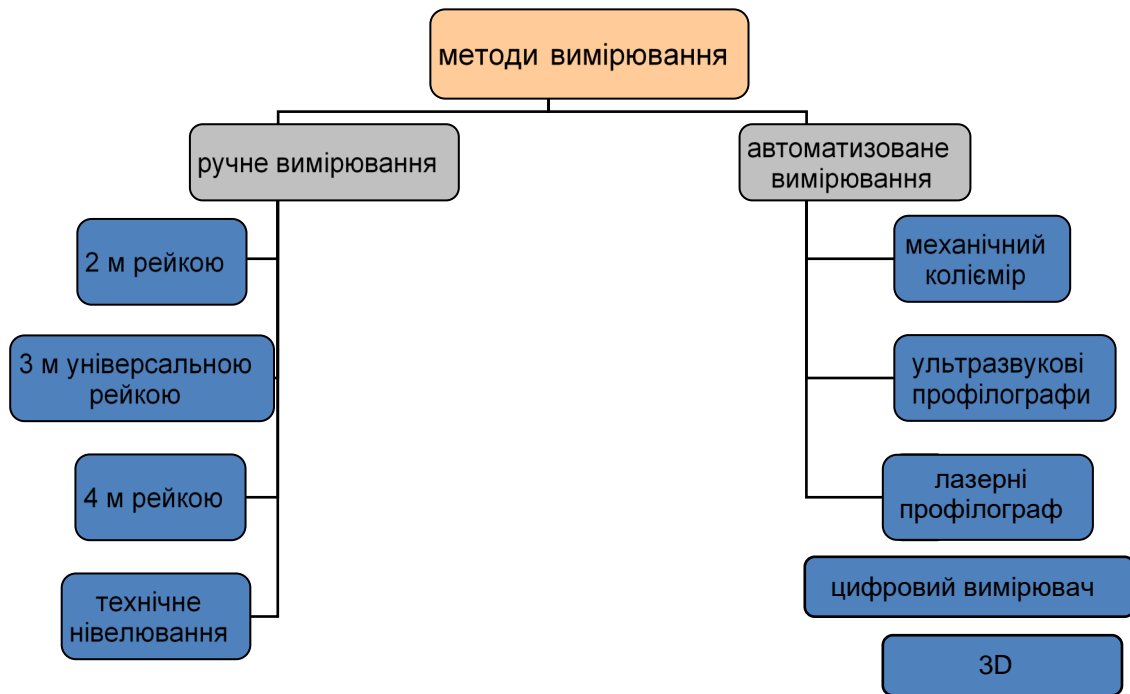 методи вимірювання
ручне вимірювання
2 м рейкою
3 м універсальною
рейкою
4 м рейкою
технічне
нівелювання
автоматизоване
вимірювання
механічний
коліємір
ультразвукові
профілографи
лазерні
профілограф
цифровий вимірювач
3D